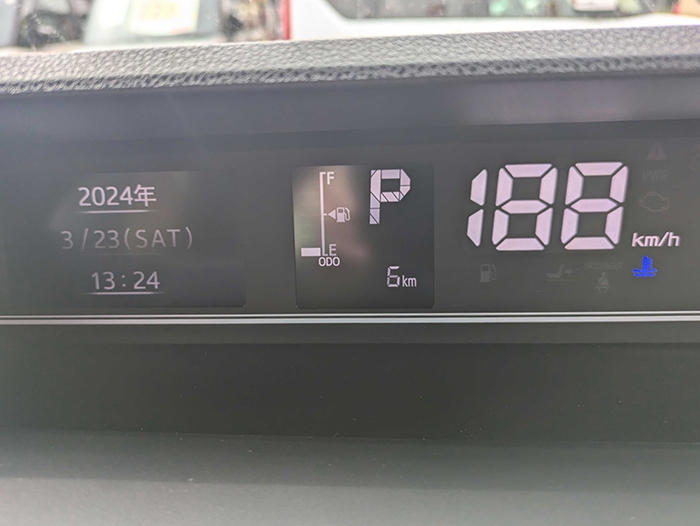 2024年
3/23(SAT)
13:24
F
E
ODO
P
6km
188
km/h